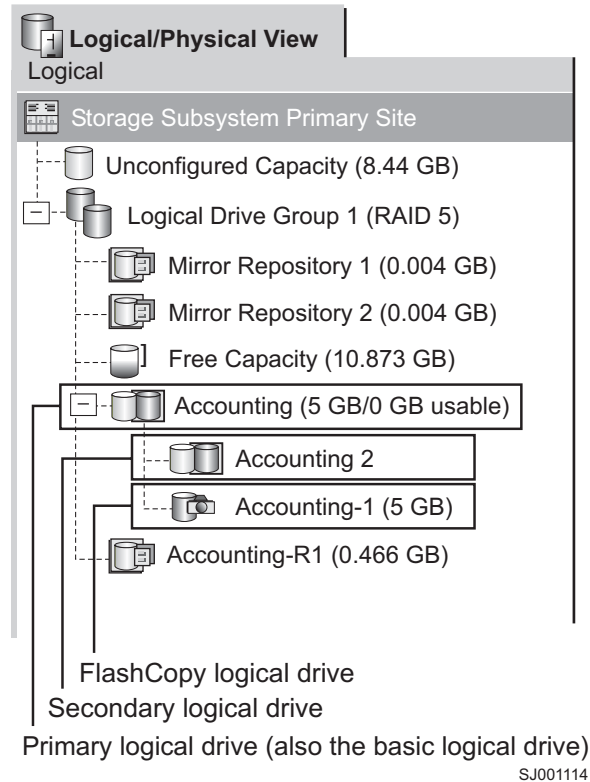 Logical/Physical View
Logical
Storage Subsystem Primary Site
Unconfigured Capacity (8.44 GB)
Logical Drive Group 1 (RAID 5)
Mirror Repository 1 (0.004 GB)
Mirror Repository 2 (0.004 GB)
Free Capacity (10.873 GB)
Accounting (5 GB/0 GB usable)
Accounting 2
Accounting-1 (5 GB)
Accounting-R1 (0.466 GB)
FlashCopy logical drive
Secondary logical drive
Primary logical drive (also the basic logical drive)
SJ001114